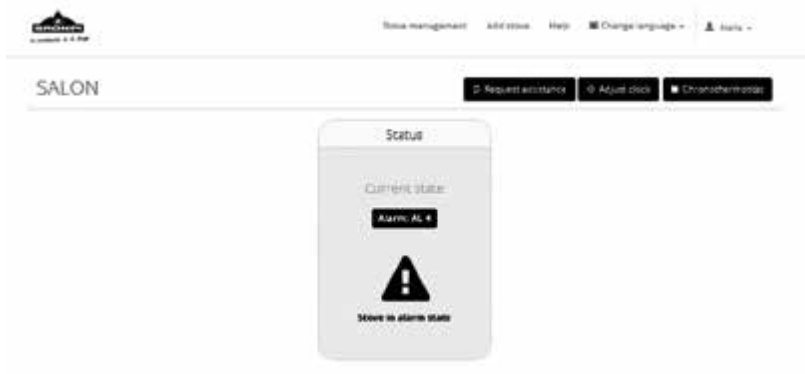 BRONPI
Stove management Add stove Help Change language
SALON
Request assistance Adjust clock Chronothermostat
Status
Current state
Alarm: AL 4
Stove in alarm state